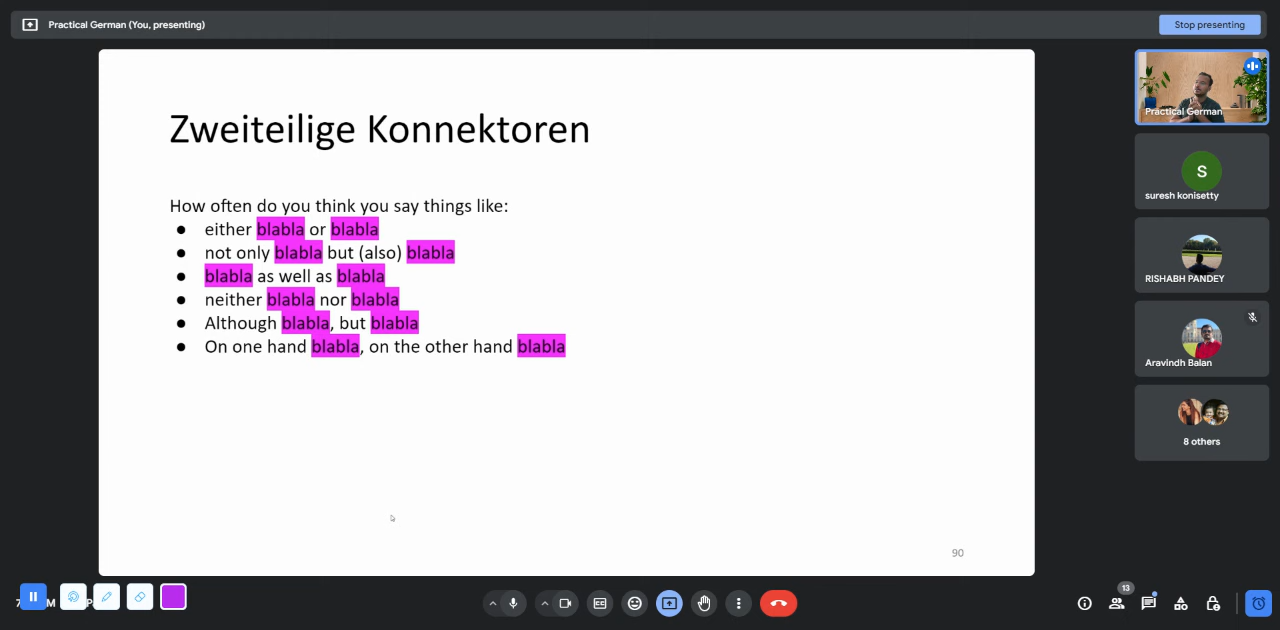 Practical German (You, presenting)
Stop presenting
Zweiteilige Konnektoren
How often do you think you say things like:
● either blabla or blabla
● not only blabla but (also) blabla
● blabla as well as blabla
● neither blabla nor blabla
● Although blabla, but blabla
● On one hand blabla, on the other hand blabla
90
Practical German
S
suresh konisetty
RISHABH PANDEY
Aravindh Balan
8 others
13